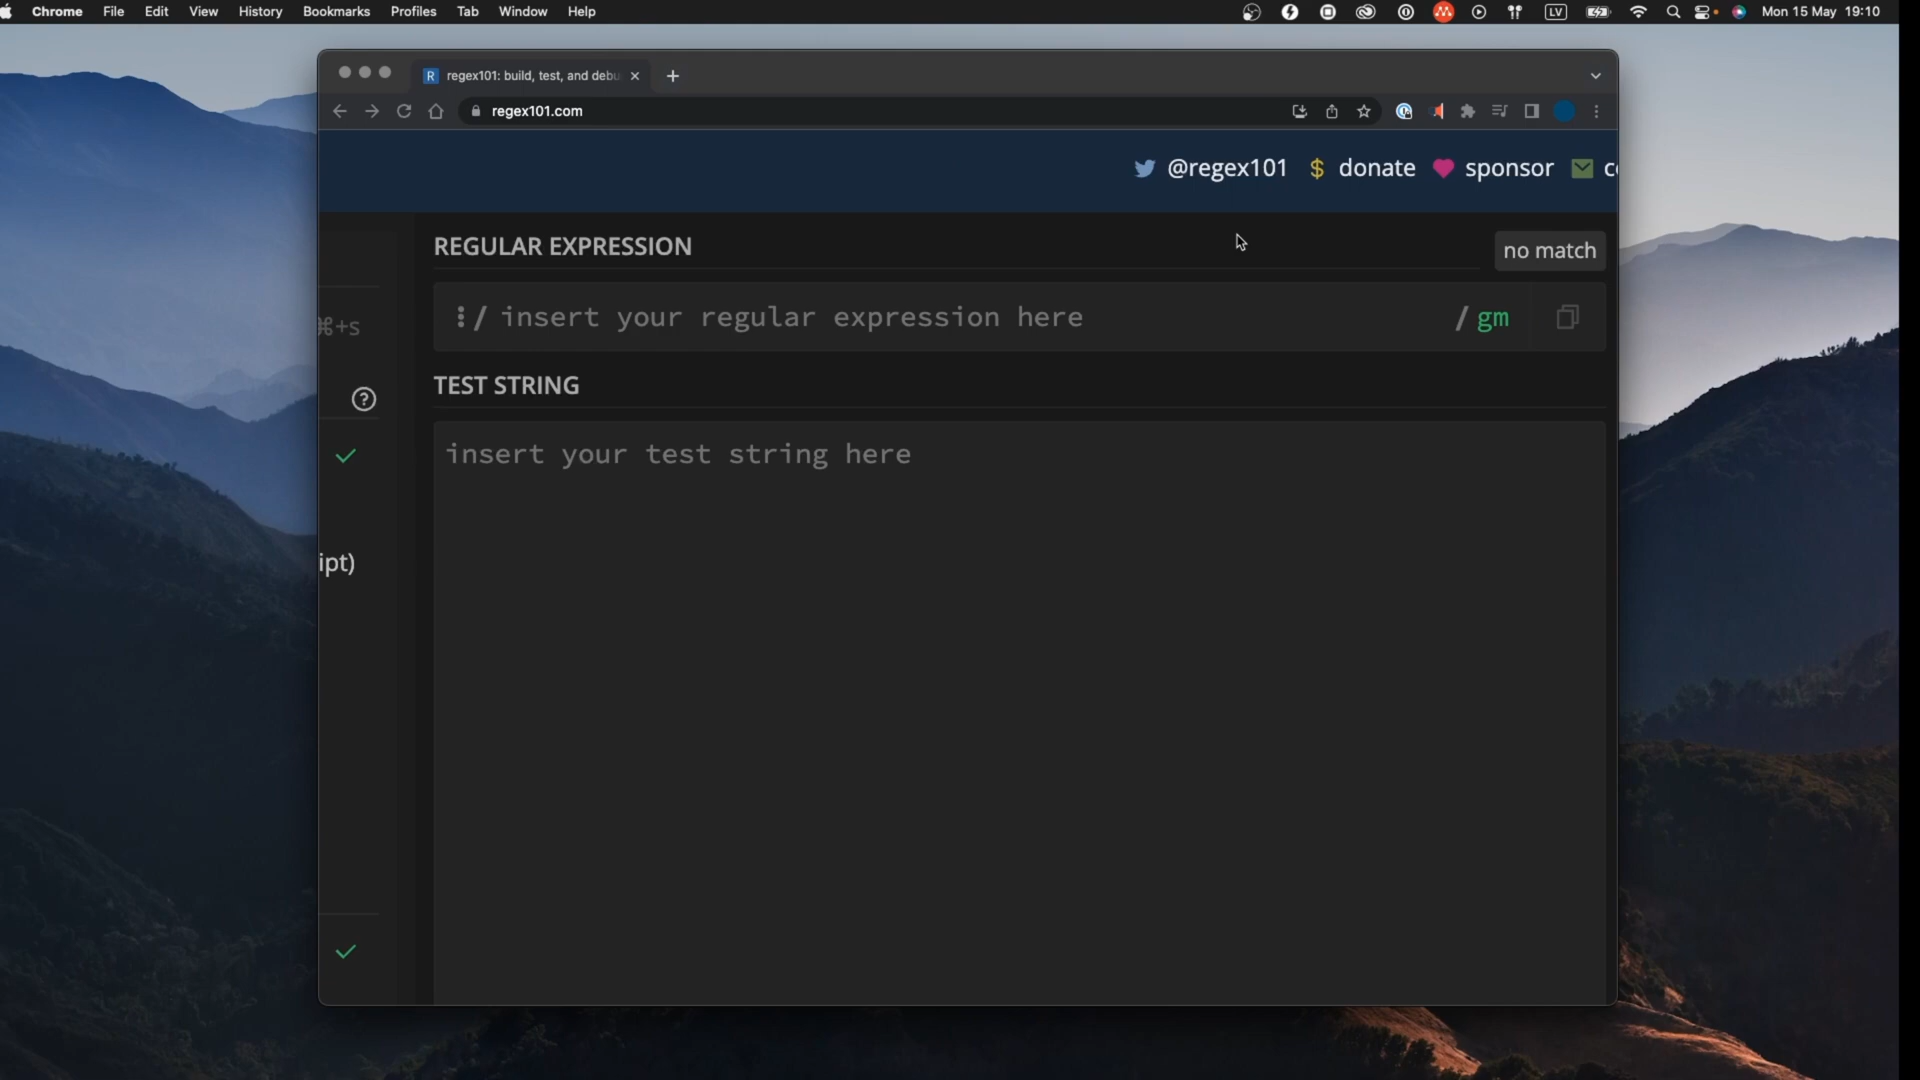 Chrome File Edit View History Bookmarks Profiles Tab Window Help LV Mon 15 May 19:10
R regex101: build, test, and debu
regex101.com
@regex101 $ donate sponsor c
REGULAR EXPRESSION
no match
⌘+s
/ insert your regular expression here / gm
TEST STRING
insert your test string here
ipt)